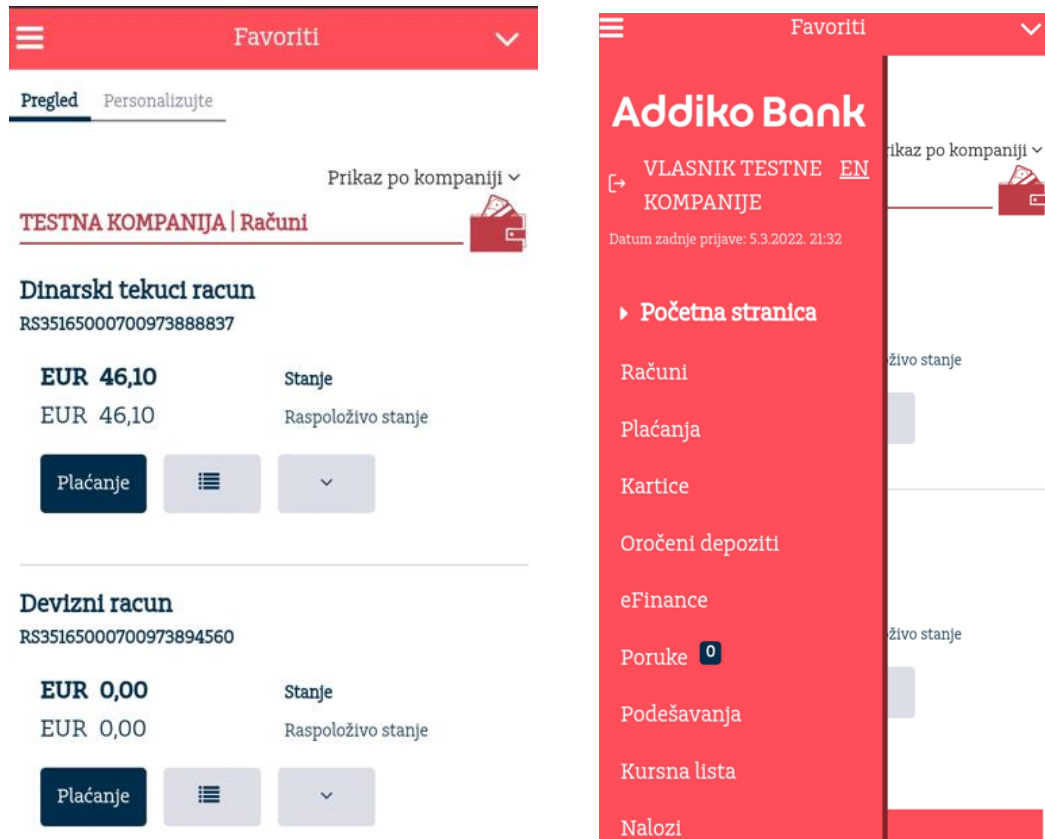 Favoriti
Pregled Personalizujte
Prikaz po kompaniji
TESTNA KOMPANIJA | Računi
Dinarski tekuci racun
RS35165000700973888837
EUR 46,10 Stanje
EUR 46,10 Raspoloživo stanje
Plaćanje
Devizni racun
RS35165000700973894560
EUR 0,00 Stanje
EUR 0,00 Raspoloživo stanje
Plaćanje
Favoriti
Addiko Bank
rikaz po kompaniji
VLASNIK TESTNE EN
KOMPANIJE
Datum zadnje prijave: 5.3.2022. 21:32
Početna stranica
Računi
živo stanje
Plaćanja
Kartice
Oročeni depoziti
eFinance
Poruke 0
živo stanje
Podešavanja
Kursna lista
Nalozi